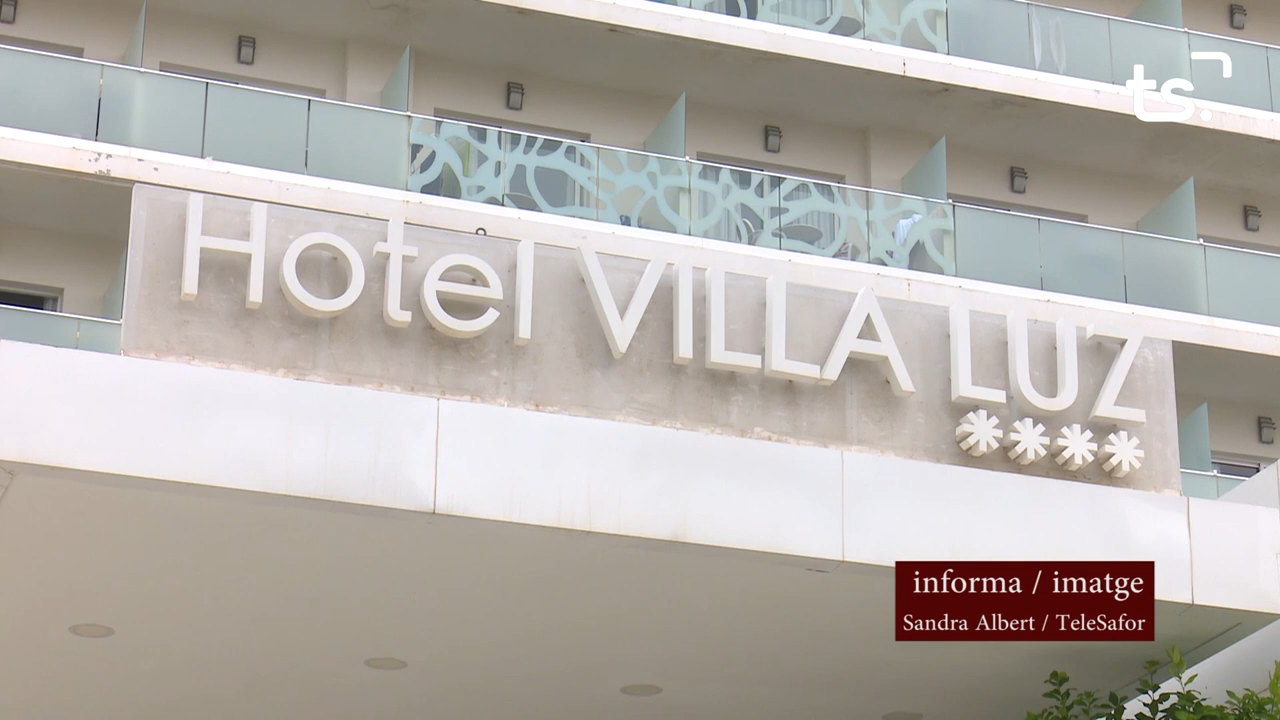 ts.
Hotel VILLA LUZ
****
informa / imatge
Sandra Albert / TeleSafor